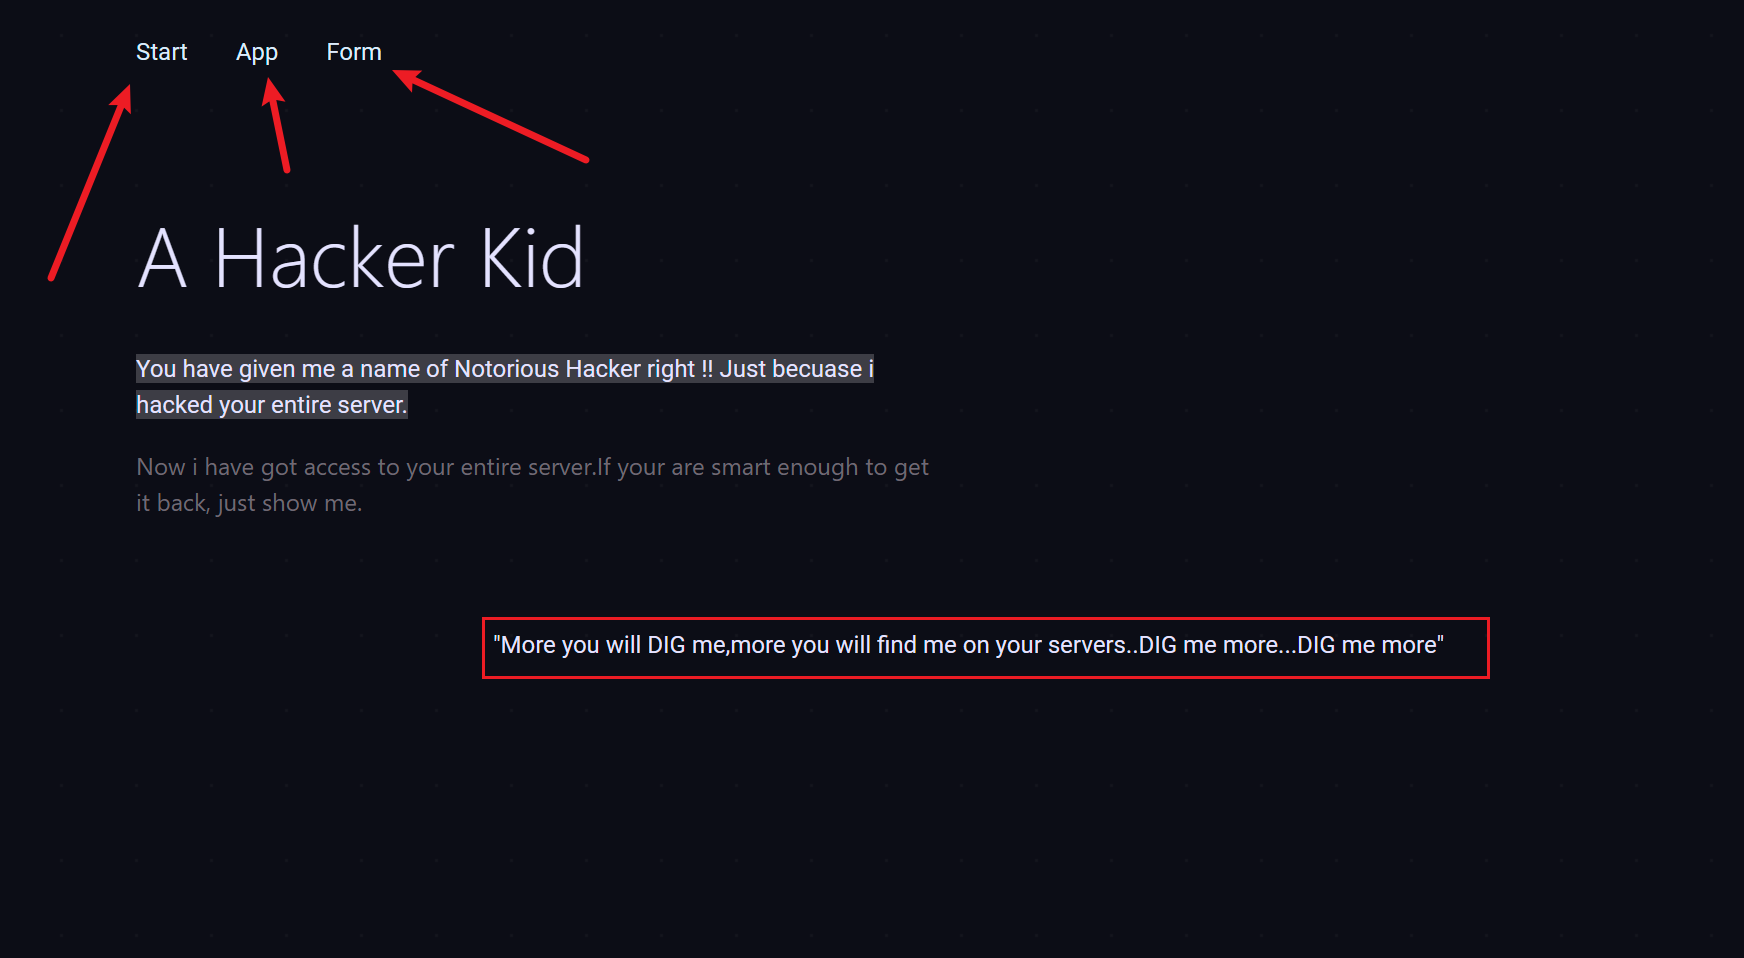 Start App Form
A Hacker Kid
You have given me a name of Notorious Hacker right !! Just becuase i
hacked your entire server.
Now i have got access to your entire server.If your are smart enough to get
it back, just show me.
"More you will DIG me,more you will find me on your servers..DIG me more...DIG me more"